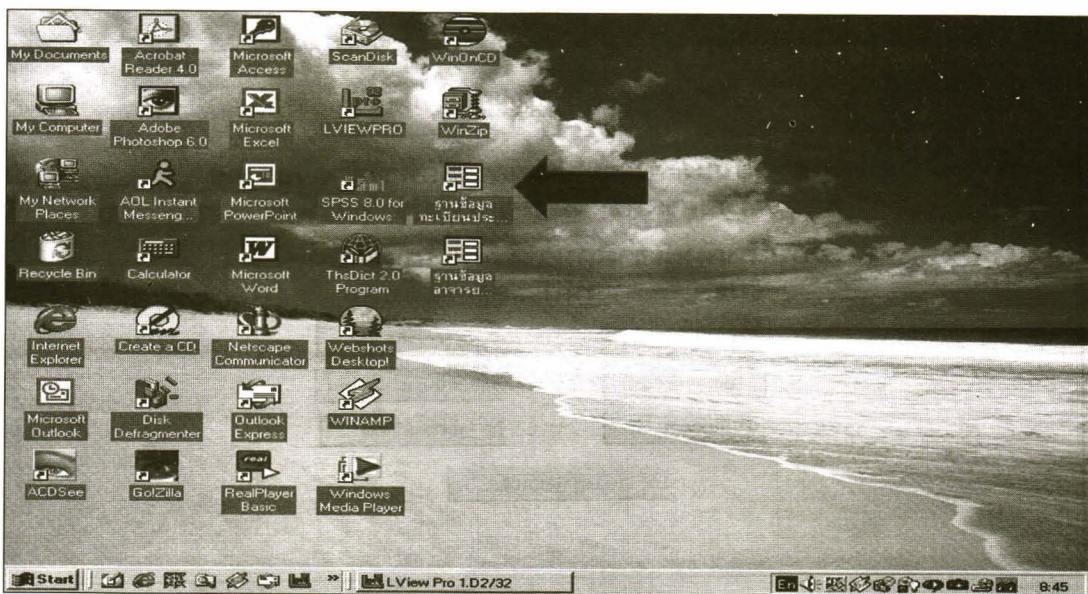 My Documents
Acrobat
Reader 4.0
Microsoft
Access
ScanDisk
WinOnCD
My Computer
Adobe
Photoshop 6.0
Microsoft
Excel
LVIEWPRO
WinZip
My Network
Places
AOL Instant
Messeng...
Microsoft
PowerPoint
SPSS 8.0 for
Windows
ฐานข้อมูล
ทะเบียนประ...
Recycle Bin
Calculator
Microsoft
Word
ThsDict 2.0
Program
ฐานข้อมูล
อาจารย์...
Internet
Explorer
Create a CD!
Netscape
Communicator
Webshots
Desktop!
Microsoft
Outlook
Disk
Defragmenter
Outlook
Express
WINAMP
ACDSee
Go!Zilla
real
RealPlayer
Basic
Windows
Media Player
Start
»
LView Pro 1.D2/32
En
8:45